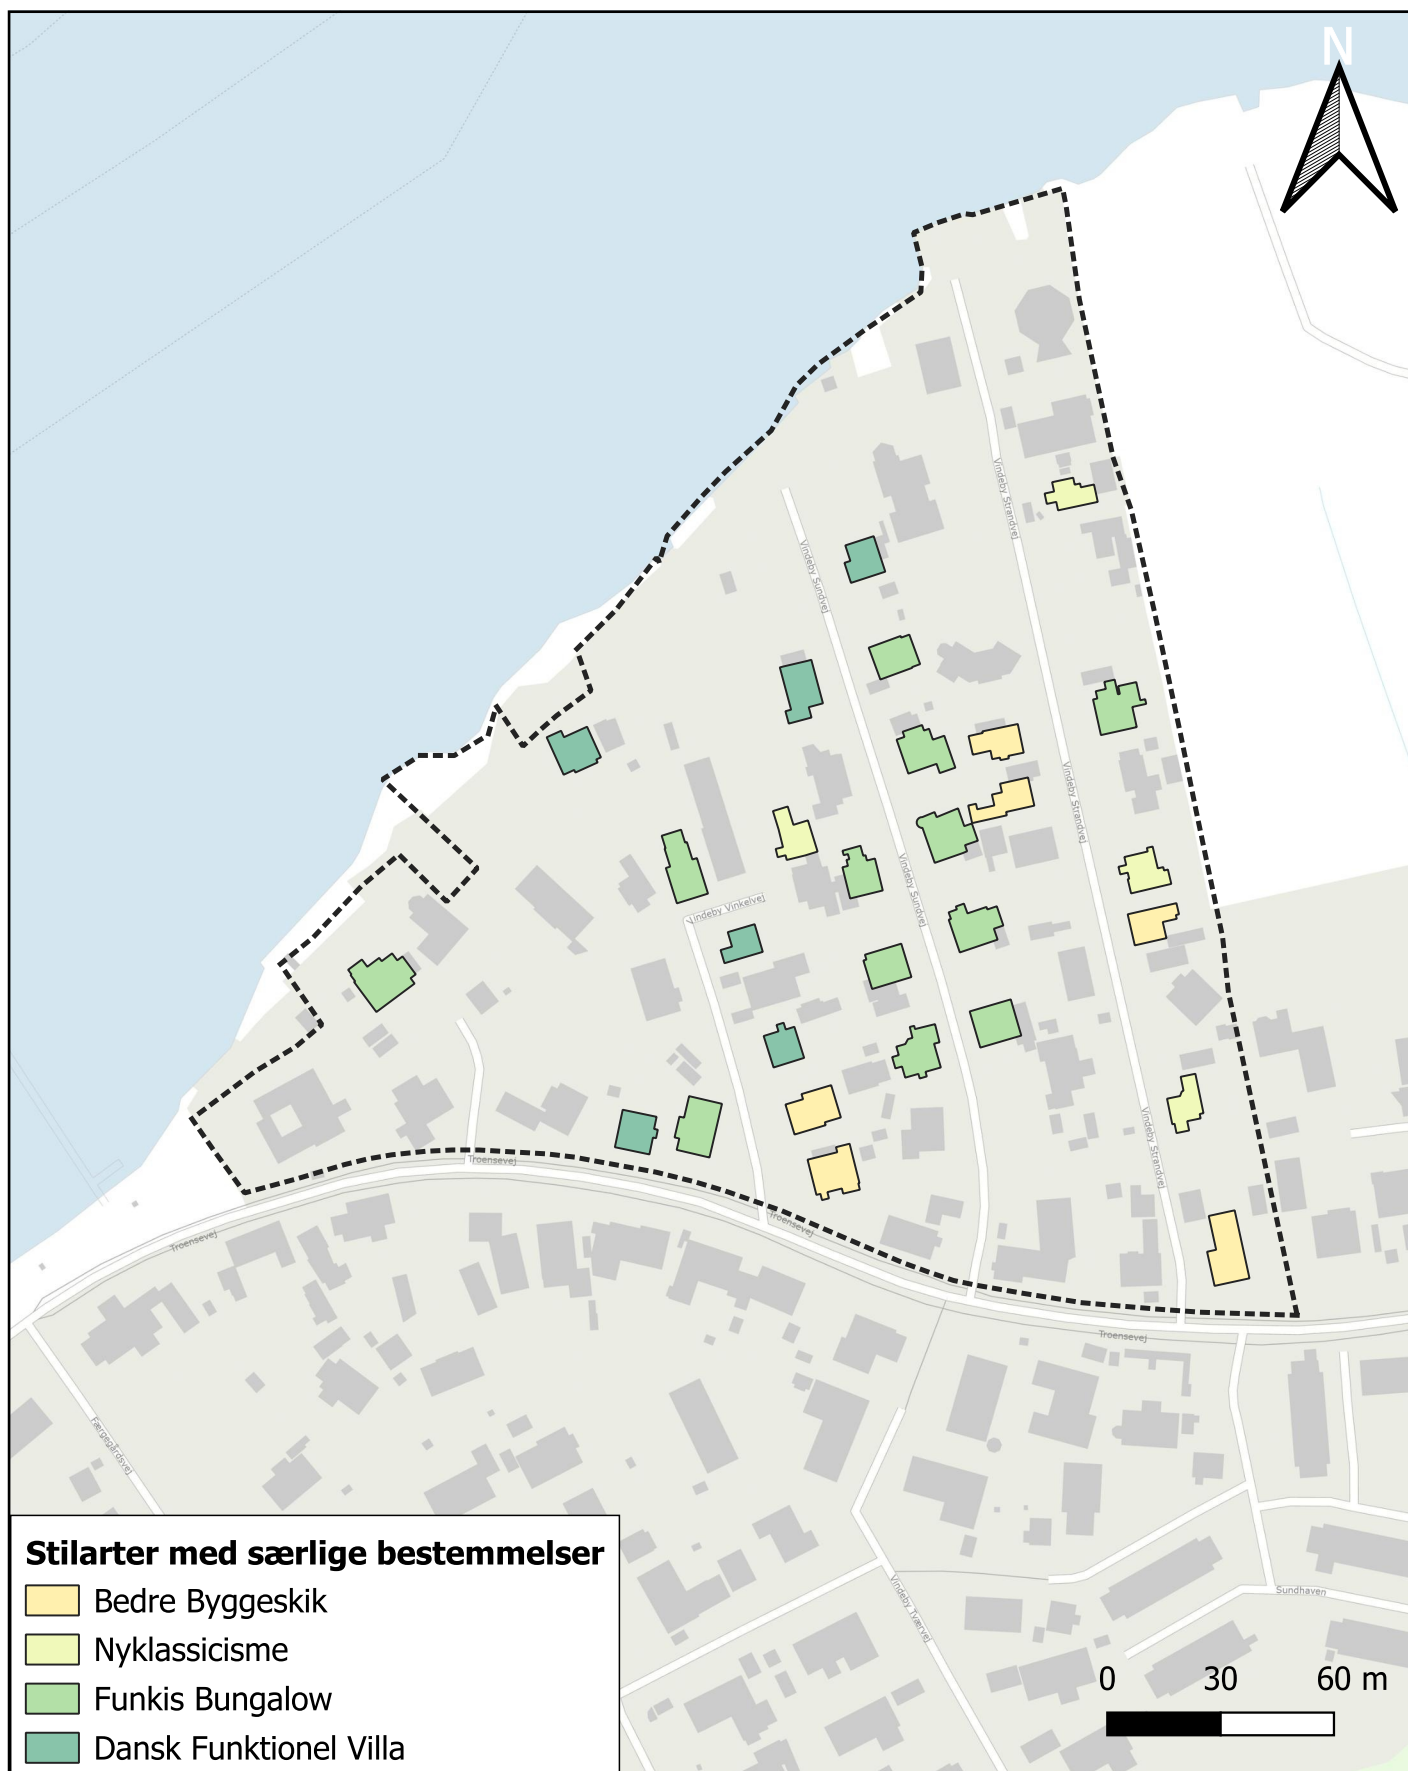 N
Vindeby Strandvej
Vindeby Sundvej
Vindeby Strandvej
Vindeby Sundvej
Vindeby Vinkelvej
Vindeby Strandvej
Troensevej
Troensevej
Troensevej
Troensevej
Færgegårdsvej
Vindeby Tværvej
Sundhaven
Stilarter med særlige bestemmelser
Bedre Byggeskik
Nyklassicisme
Funkis Bungalow
Dansk Funktionel Villa
0 30 60 m